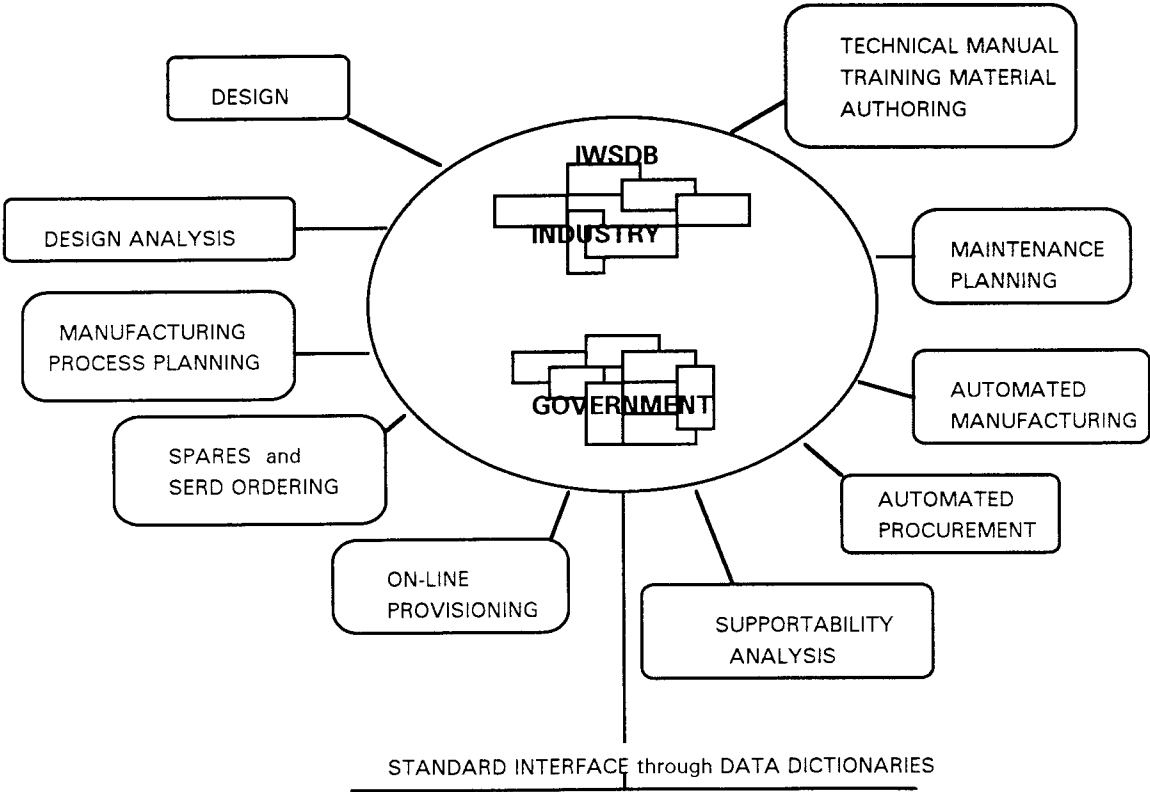 TECHNICAL MANUAL
TRAINING MATERIAL
AUTHORING
DESIGN
IWSDB
INDUSTRY
DESIGN ANALYSIS
MAINTENANCE
PLANNING
MANUFACTURING
PROCESS PLANNING
GOVERNMENT
AUTOMATED
MANUFACTURING
SPARES and
SERD ORDERING
AUTOMATED
PROCUREMENT
ON-LINE
PROVISIONING
SUPPORTABILITY
ANALYSIS
STANDARD INTERFACE through DATA DICTIONARIES